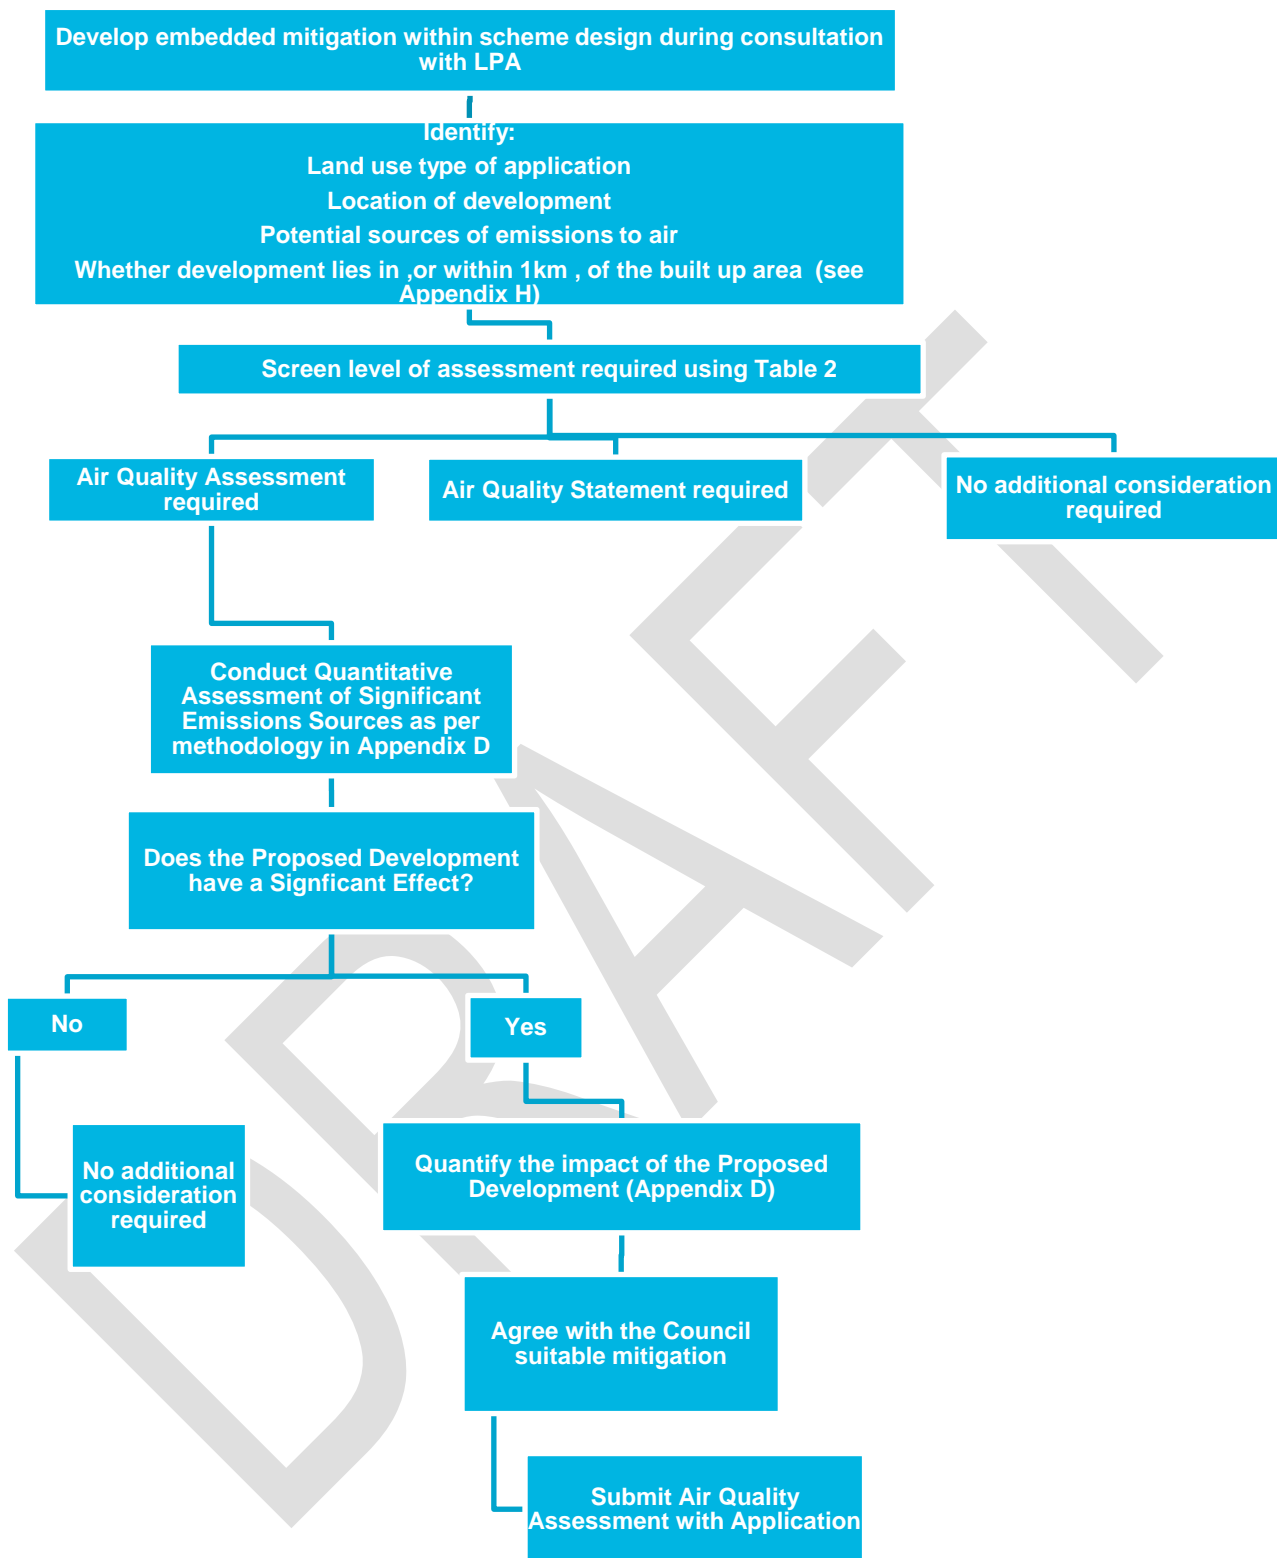 Develop embedded mitigation within scheme design during consultation
with LPA
Identify:
Land use type of application
Location of development
Potential sources of emissions to air
Whether development lies in ,or within 1km , of the built up area (see
Appendix H)
Screen level of assessment required using Table 2
Air Quality Assessment
required
Air Quality Statement required
No additional consideration
required
Conduct Quantitative
Assessment of Significant
Emissions Sources as per
methodology in Appendix D
Does the Proposed Development
have a Signficant Effect?
No
Yes
No additional
consideration
required
Quantify the impact of the Proposed
Development (Appendix D)
Agree with the Council
suitable mitigation
Submit Air Quality
Assessment with Application
DRAFT